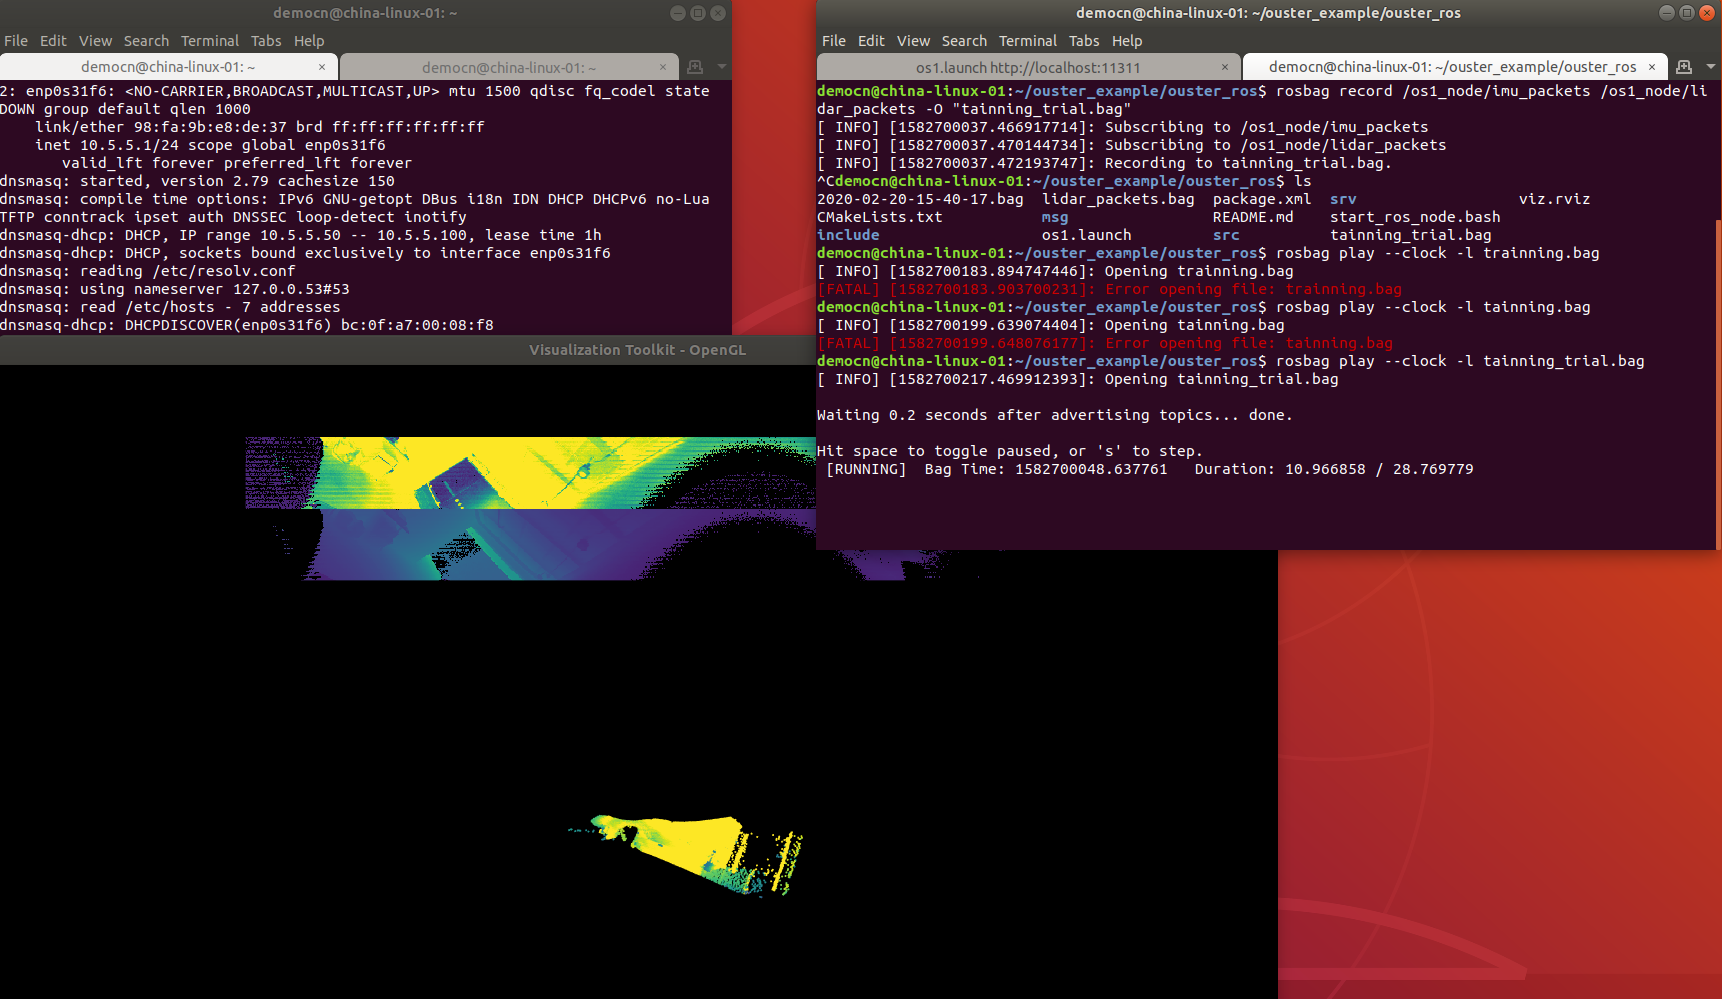 democn@china-linux-01: ~
File Edit View Search Terminal Tabs Help
democn@china-linux-01: ~ × democn@china-linux-01: ~ ×
2: enp0s31f6: <NO-CARRIER,BROADCAST,MULTICAST,UP> mtu 1500 qdisc fq_codel state
DOWN group default qlen 1000
    link/ether 98:fa:9b:e8:de:37 brd ff:ff:ff:ff:ff:ff
    inet 10.5.5.1/24 scope global enp0s31f6
       valid_lft forever preferred_lft forever
dnsmasq: started, version 2.79 cachesize 150
dnsmasq: compile time options: IPv6 GNU-getopt DBus i18n IDN DHCP DHCPv6 no-Lua
TFTP conntrack ipset auth DNSSEC loop-detect inotify
dnsmasq-dhcp: DHCP, IP range 10.5.5.50 -- 10.5.5.100, lease time 1h
dnsmasq-dhcp: DHCP, sockets bound exclusively to interface enp0s31f6
dnsmasq: reading /etc/resolv.conf
dnsmasq: using nameserver 127.0.0.53#53
dnsmasq: read /etc/hosts - 7 addresses
dnsmasq-dhcp: DHCPDISCOVER(enp0s31f6) bc:0f:a7:00:08:f8
Visualization Toolkit - OpenGL
democn@china-linux-01: ~/ouster_example/ouster_ros
File Edit View Search Terminal Tabs Help
os1.launch http://localhost:11311 × democn@china-linux-01: ~/ouster_example/ouster_ros ×
democn@china-linux-01:~/ouster_example/ouster_ros$ rosbag record /os1_node/imu_packets /os1_node/li
dar_packets -O "tainning_trial.bag"
[ INFO] [1582700037.466917714]: Subscribing to /os1_node/imu_packets
[ INFO] [1582700037.470144734]: Subscribing to /os1_node/lidar_packets
[ INFO] [1582700037.472193747]: Recording to tainning_trial.bag.
^Cdemocn@china-linux-01:~/ouster_example/ouster_ros$ ls
2020-02-20-15-40-17.bag  lidar_packets.bag  package.xml  srv                  viz.rviz
CMakeLists.txt           msg                README.md    start_ros_node.bash
include                  os1.launch         src          tainning_trial.bag
democn@china-linux-01:~/ouster_example/ouster_ros$ rosbag play --clock -l trainning.bag
[ INFO] [1582700183.894747446]: Opening trainning.bag
[FATAL] [1582700183.903700231]: Error opening file: trainning.bag
democn@china-linux-01:~/ouster_example/ouster_ros$ rosbag play --clock -l tainning.bag
[ INFO] [1582700199.639074404]: Opening tainning.bag
[FATAL] [1582700199.648076177]: Error opening file: tainning.bag
democn@china-linux-01:~/ouster_example/ouster_ros$ rosbag play --clock -l tainning_trial.bag
[ INFO] [1582700217.469912393]: Opening tainning_trial.bag
Waiting 0.2 seconds after advertising topics... done.
Hit space to toggle paused, or 's' to step.
 [RUNNING]  Bag Time: 1582700048.637761   Duration: 10.966858 / 28.769779